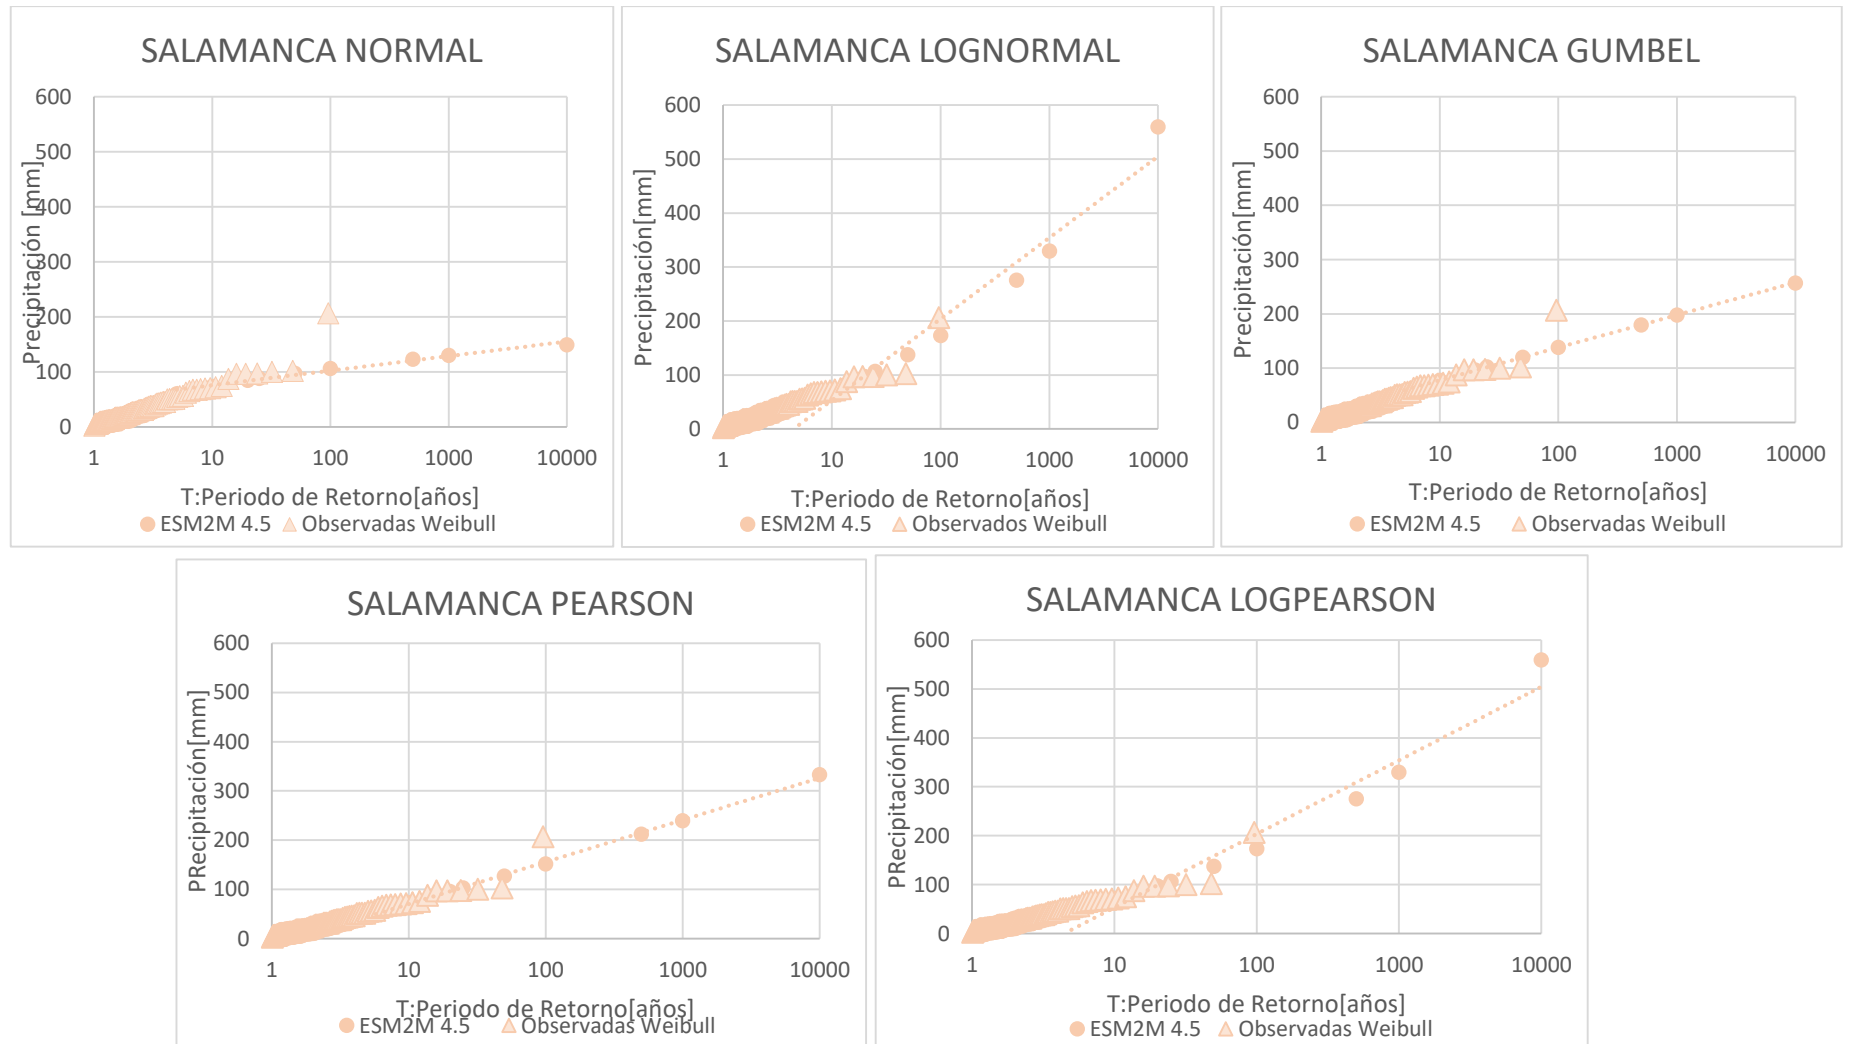 SALAMANCA NORMAL
600
500
400
300
200
100
0
Precipitación [mm]
1 10 100 1000 10000
T:Periodo de Retorno[años]
ESM2M 4.5 Observadas Weibull
SALAMANCA LOGNORMAL
600
500
400
300
200
100
0
Precipitación[mm]
1 10 100 1000 10000
T:Periodo de Retorno[años]
ESM2M 4.5 Observados Weibull
SALAMANCA GUMBEL
600
500
400
300
200
100
0
Precipitación[mm]
1 10 100 1000 10000
T:Periodo de Retorno[años]
ESM2M 4.5 Observadas Weibull
SALAMANCA PEARSON
600
500
400
300
200
100
0
PRecipitación[mm]
1 10 100 1000 10000
T:Periodo de Retorno[años]
ESM2M 4.5 Observadas Weibull
SALAMANCA LOGPEARSON
600
500
400
300
200
100
0
PRecipitación[mm]
1 10 100 1000 10000
T:Periodo de Retorno[años]
ESM2M 4.5 Observadas Weibull